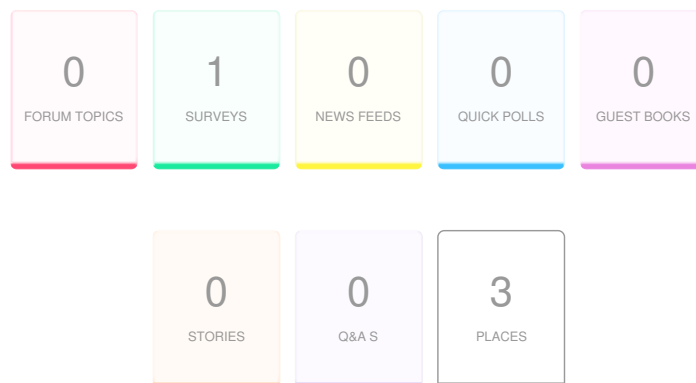 0 1 0 0 0
FORUM TOPICS SURVEYS NEWS FEEDS QUICK POLLS GUEST BOOKS
0 0 3
STORIES Q&A S PLACES